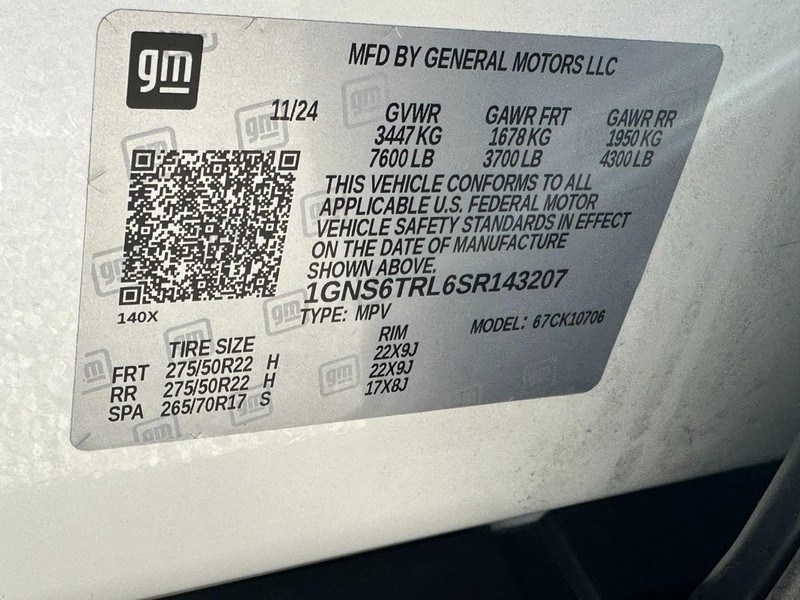 gm
MFD BY GENERAL MOTORS LLC
11/24 GVWR GAWR FRT GAWR RR
3447 KG 1678 KG 1950 KG
7600 LB 3700 LB 4300 LB
THIS VEHICLE CONFORMS TO ALL
APPLICABLE U.S. FEDERAL MOTOR
VEHICLE SAFETY STANDARDS IN EFFECT
ON THE DATE OF MANUFACTURE
SHOWN ABOVE.
1GNS6TRL6SR143207
140X
TYPE: MPV MODEL: 67CK10706
TIRE SIZE RIM
FRT 275/50R22 H 22X9J
RR 275/50R22 H 22X9J
SPA 265/70R17 S 17X8J